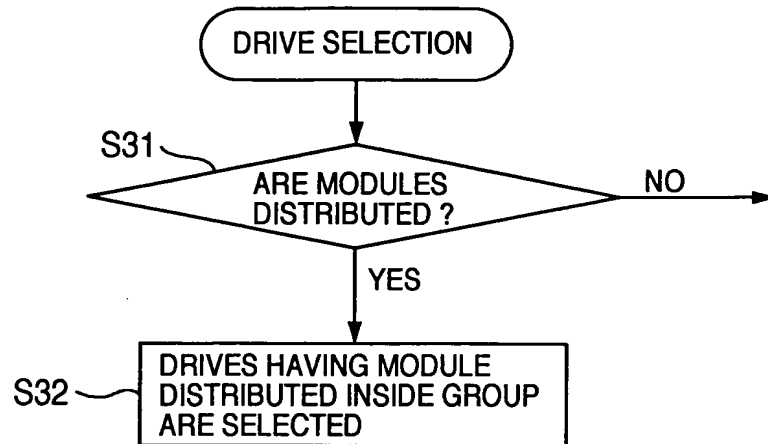 DRIVE SELECTION
S31
ARE MODULES
DISTRIBUTED ?
NO
YES
S32
DRIVES HAVING MODULE
DISTRIBUTED INSIDE GROUP
ARE SELECTED